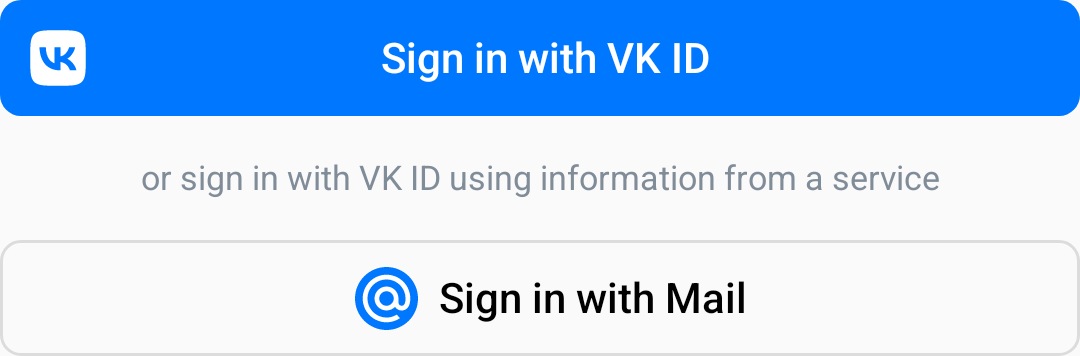 Sign in with VK ID
or sign in with VK ID using information from a service
Sign in with Mail